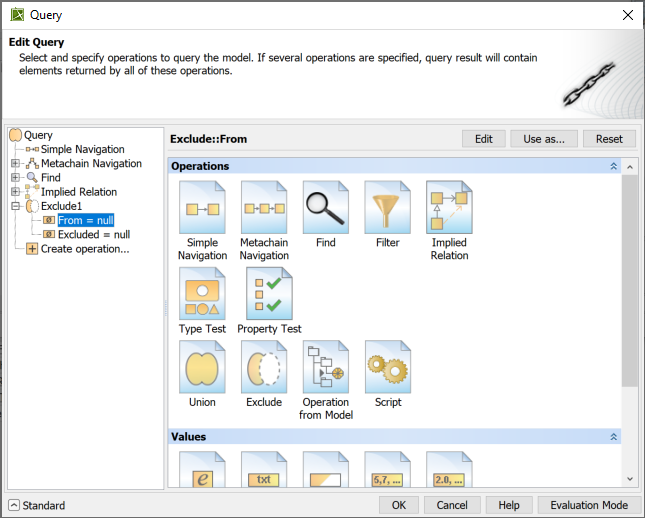 Query
Edit Query
Select and specify operations to query the model. If several operations are specified, query result will contain
elements returned by all of these operations.
Query
Simple Navigation
Metachain Navigation
Find
Implied Relation
Exclude1
From = null
Excluded = null
Create operation...
Exclude::From
Edit
Use as...
Reset
Operations
Simple
Navigation
Metachain
Navigation
Find
Filter
Implied
Relation
Type Test
Property Test
Union
Exclude
Operation
from Model
Script
Values
e
txt
5,7, ...
2.0, ...
Standard
OK
Cancel
Help
Evaluation Mode